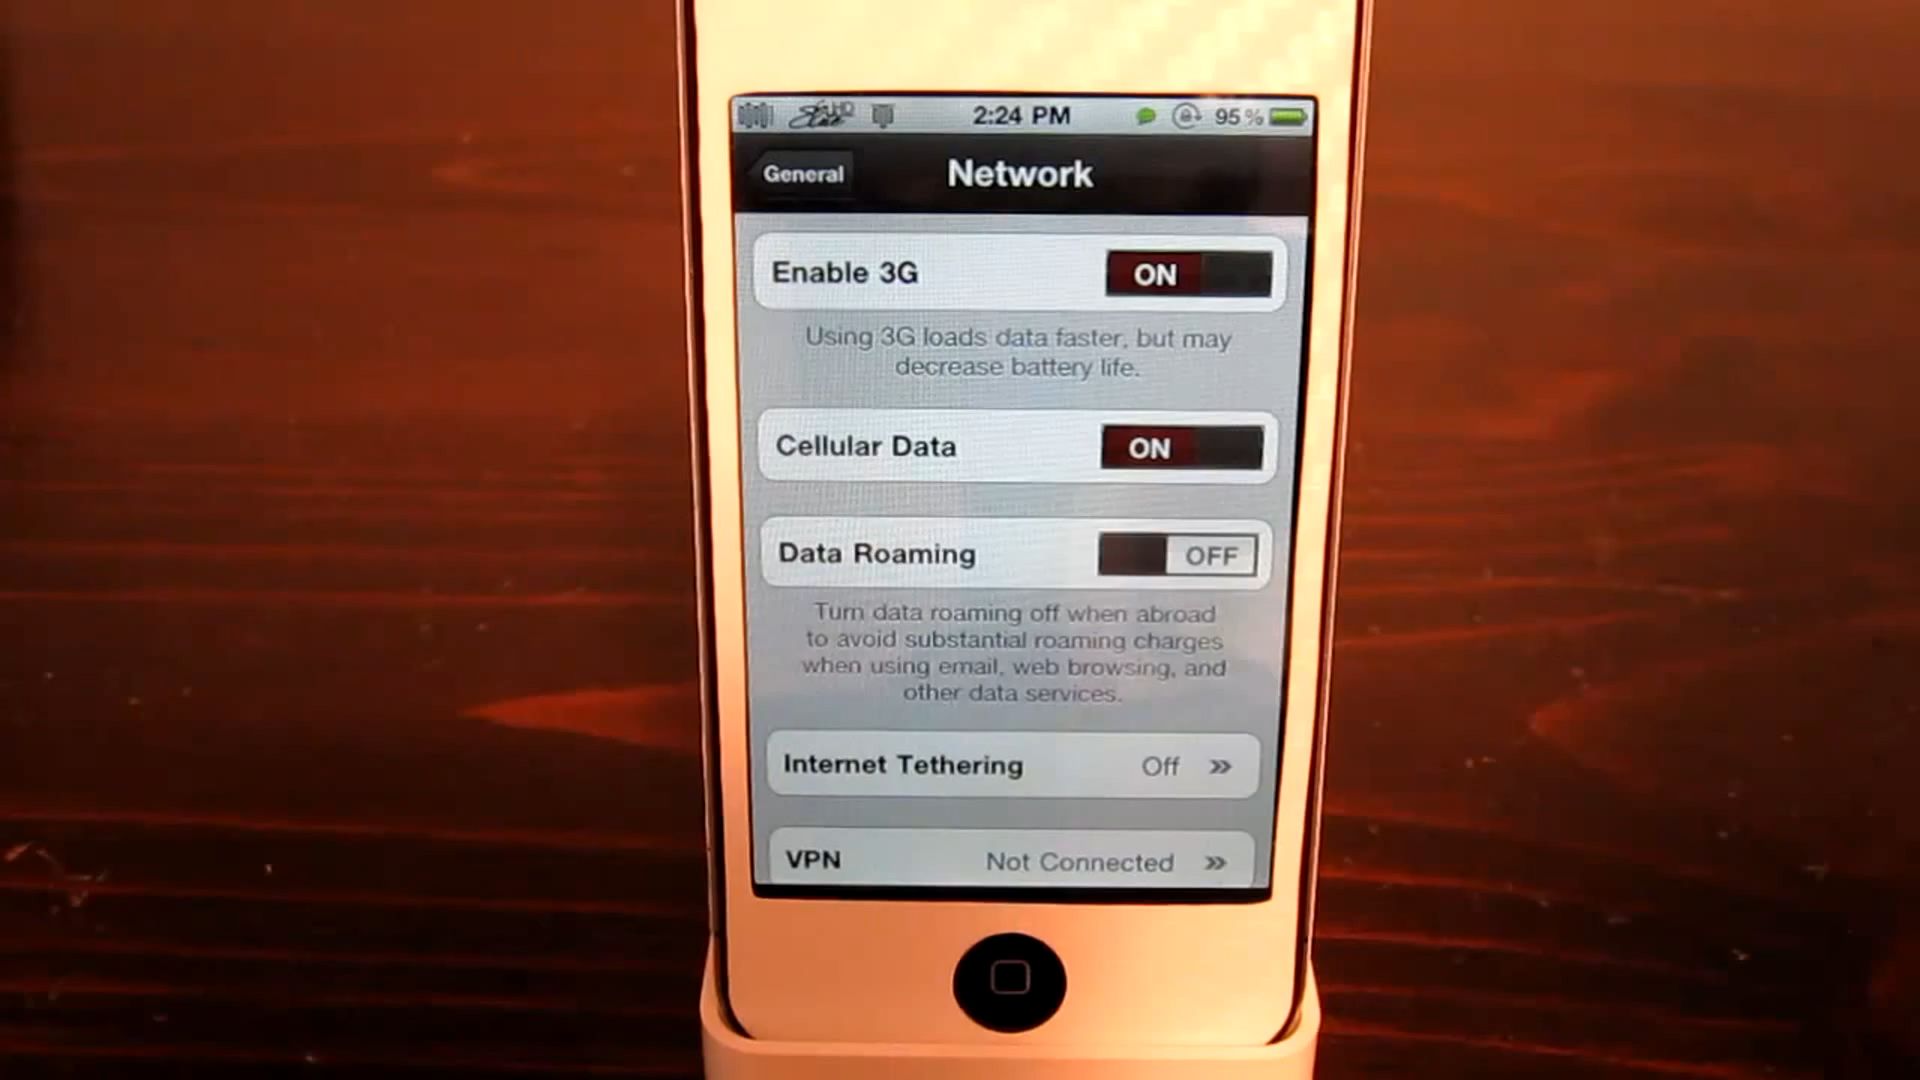 2:24 PM 95%
General Network
Enable 3G ON
Using 3G loads data faster, but may
decrease battery life.
Cellular Data ON
Data Roaming OFF
Turn data roaming off when abroad
to avoid substantial roaming charges
when using email, web browsing, and
other data services.
Internet Tethering Off »
VPN Not Connected »